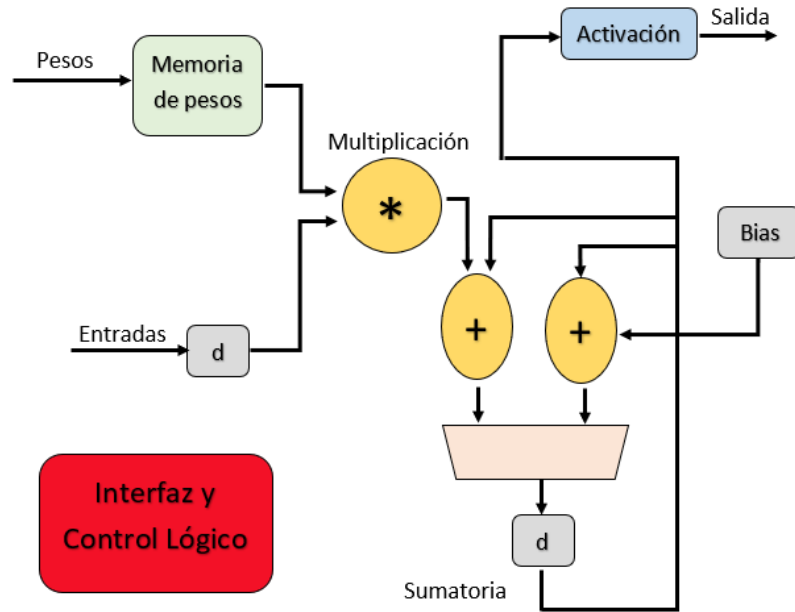 Pesos
Memoria
de pesos
Activación
Salida
Multiplicación
*
Bias
Entradas
d
+
+
Interfaz y
Control Lógico
d
Sumatoria